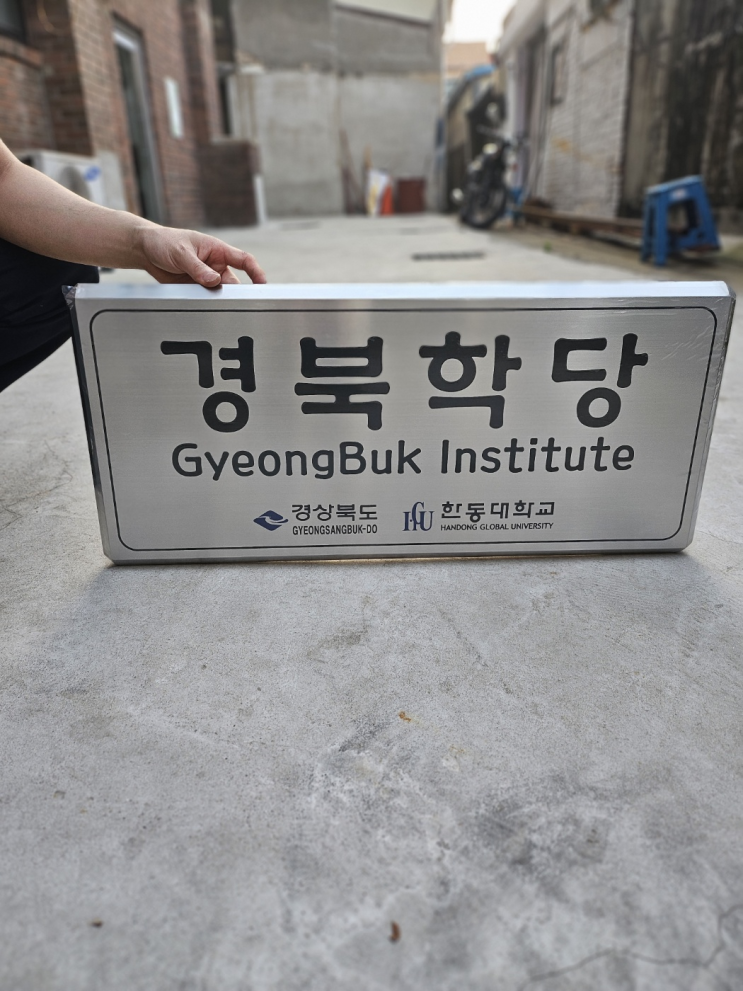 경북학당
GyeongBuk Institute
경상북도
GYEONGSANGBUK-DO
HGU
한동대학교
HANDONG GLOBAL UNIVERSITY